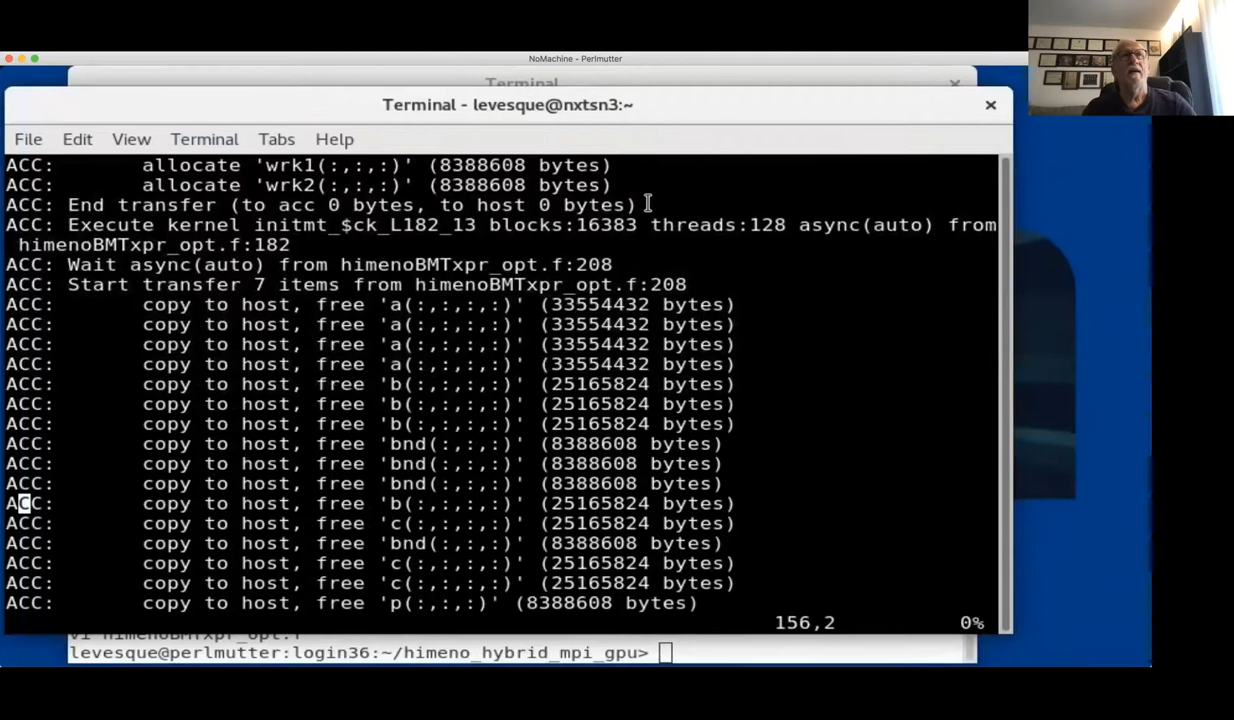 NoMachine - Perlmutter
Terminal
Terminal - levesque@nxtsn3:~
File Edit View Terminal Tabs Help
ACC: allocate 'wrk1(:,:,:)' (8388608 bytes)
ACC: allocate 'wrk2(:,:,:)' (8388608 bytes)
ACC: End transfer (to acc 0 bytes, to host 0 bytes)
ACC: Execute kernel initmt_$ck_L182_13 blocks:16383 threads:128 async(auto) from
himenoBMTxpr_opt.f:182
ACC: Wait async(auto) from himenoBMTxpr_opt.f:208
ACC: Start transfer 7 items from himenoBMTxpr_opt.f:208
ACC: copy to host, free 'a(:,:,:,:)' (33554432 bytes)
ACC: copy to host, free 'a(:,:,:,:)' (33554432 bytes)
ACC: copy to host, free 'a(:,:,:,:)' (33554432 bytes)
ACC: copy to host, free 'a(:,:,:,:)' (33554432 bytes)
ACC: copy to host, free 'b(:,:,:,:)' (25165824 bytes)
ACC: copy to host, free 'b(:,:,:,:)' (25165824 bytes)
ACC: copy to host, free 'b(:,:,:,:)' (25165824 bytes)
ACC: copy to host, free 'bnd(:,:,:)' (8388608 bytes)
ACC: copy to host, free 'bnd(:,:,:)' (8388608 bytes)
ACC: copy to host, free 'bnd(:,:,:)' (8388608 bytes)
ACC: copy to host, free 'b(:,:,:,:)' (25165824 bytes)
ACC: copy to host, free 'c(:,:,:,:)' (25165824 bytes)
ACC: copy to host, free 'bnd(:,:,:)' (8388608 bytes)
ACC: copy to host, free 'c(:,:,:,:)' (25165824 bytes)
ACC: copy to host, free 'c(:,:,:,:)' (25165824 bytes)
ACC: copy to host, free 'p(:,:,:)' (8388608 bytes)
156,2 0%
vi himenoBMTxpr_opt.f
levesque@perlmutter:login36:~/himeno_hybrid_mpi_gpu>